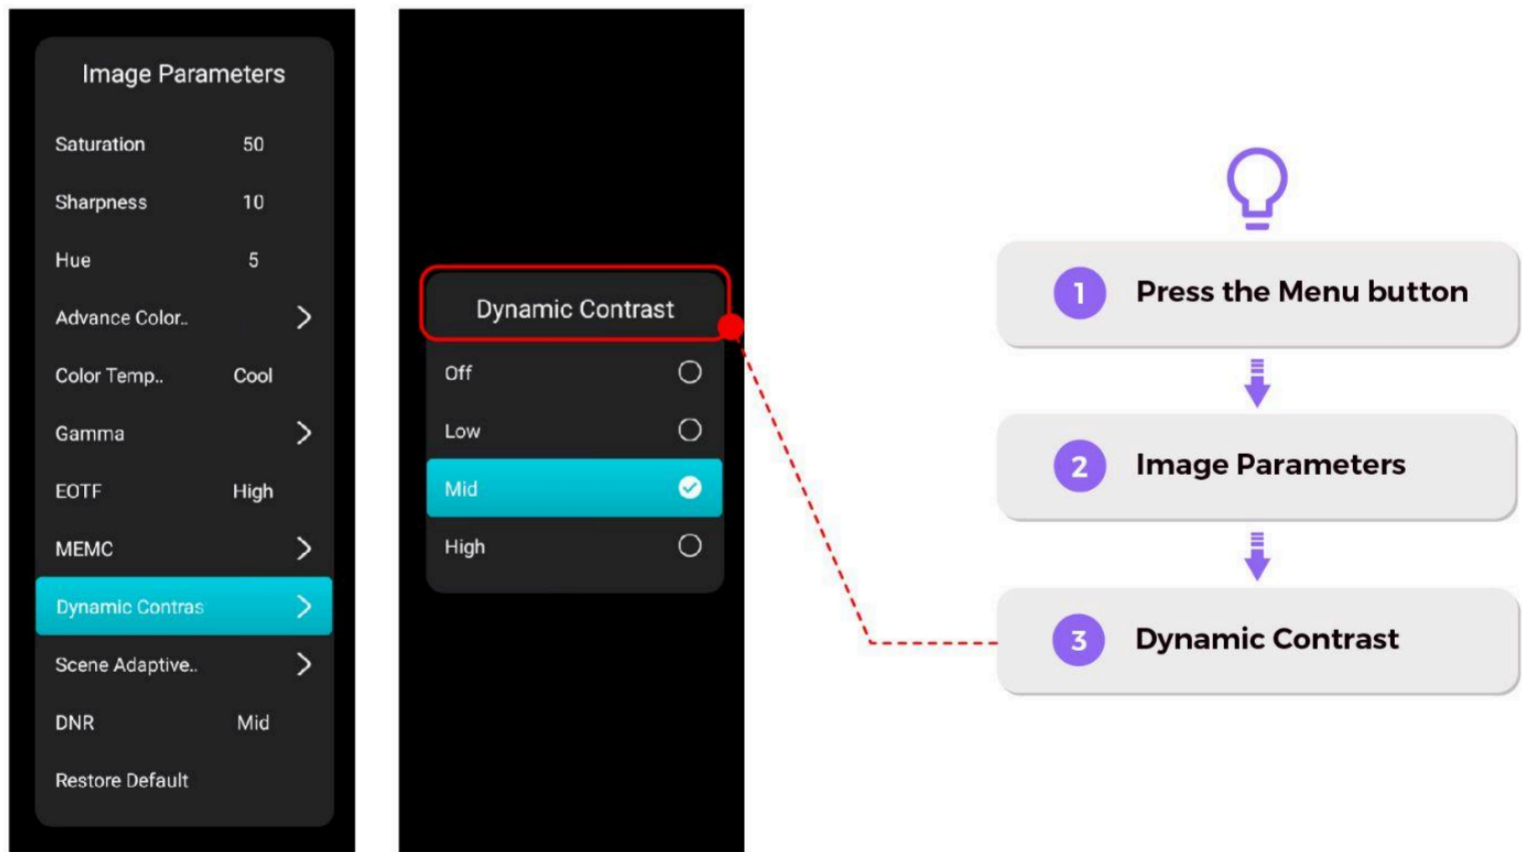 Image Parameters
Saturation 50
Sharpness 10
Hue 5
Advance Color..
Color Temp.. Cool
Gamma
EOTF High
MEMC
Dynamic Contras
Scene Adaptive..
DNR Mid
Restore Default
Dynamic Contrast
Off
Low
Mid
High
1 Press the Menu button
2 Image Parameters
3 Dynamic Contrast